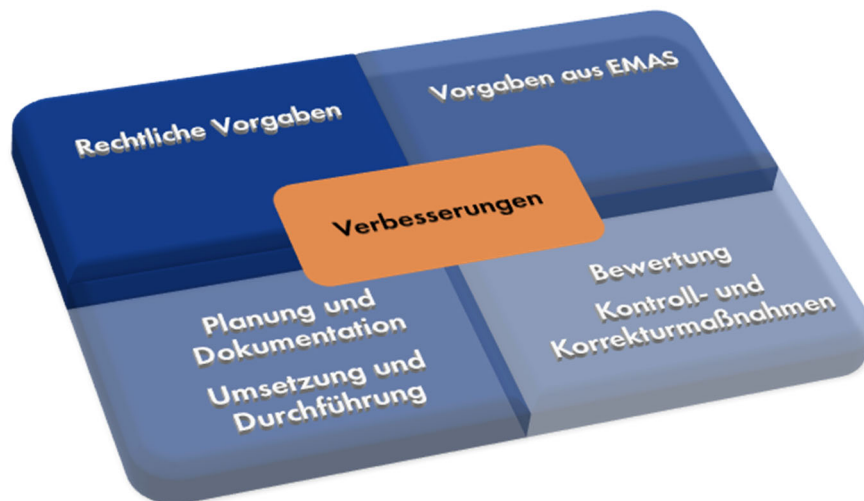 Rechtliche Vorgaben
Vorgaben aus EMAS
Verbesserungen
Planung und
Dokumentation
Umsetzung und
Durchführung
Bewertung
Kontroll- und
Korrekturmaßnahmen